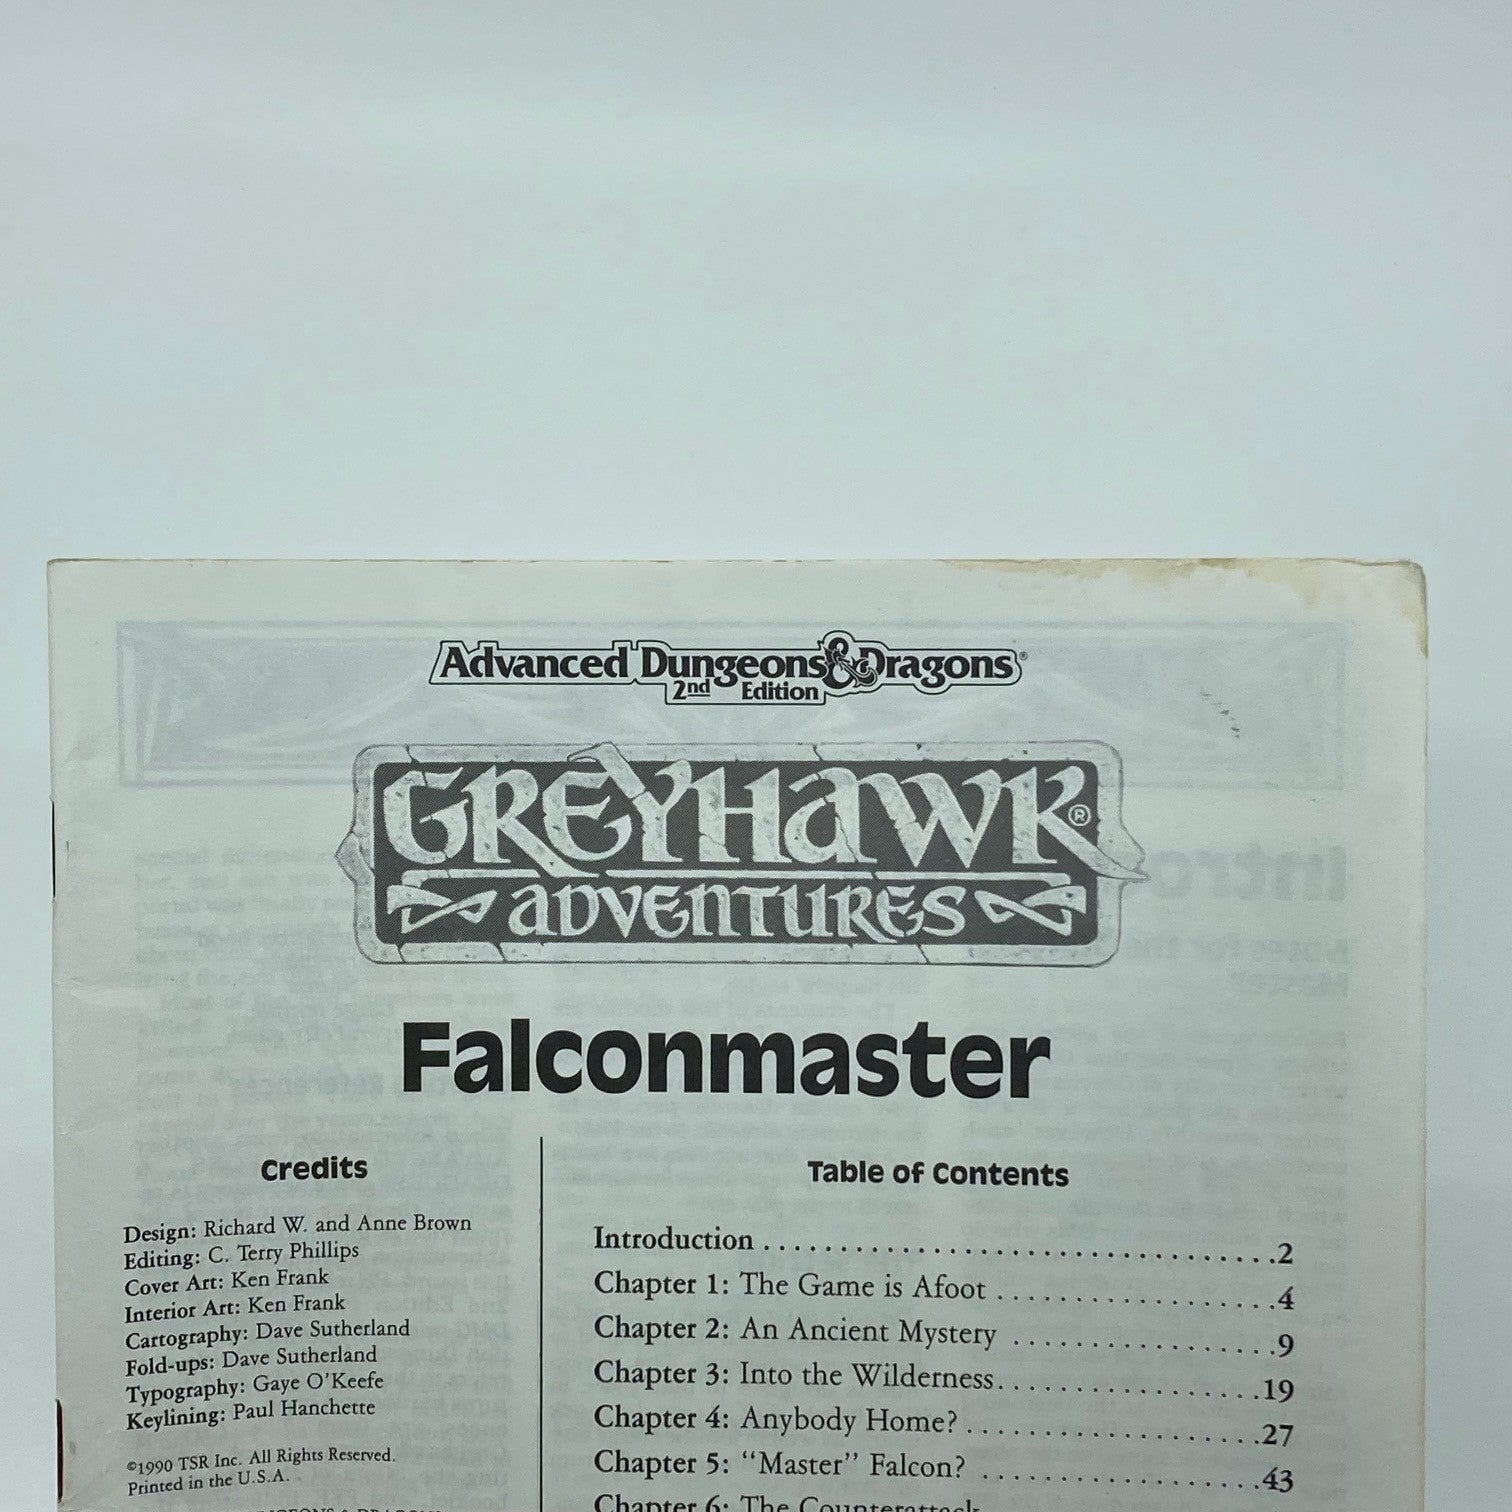 Advanced Dungeons & Dragons®
2nd Edition
GREYHAWK®
ADVENTURES
Falconmaster
Credits
Design: Richard W. and Anne Brown
Editing: C. Terry Phillips
Cover Art: Ken Frank
Interior Art: Ken Frank
Cartography: Dave Sutherland
Fold-ups: Dave Sutherland
Typography: Gaye O'Keefe
Keylining: Paul Hanchette
©1990 TSR Inc. All Rights Reserved.
Printed in the U.S.A.
Table of Contents
Introduction . . . . . . . . . . . . . . . . . . . . . . . . . . . . . . . . . .2
Chapter 1: The Game is Afoot . . . . . . . . . . . . . . . . . . .4
Chapter 2: An Ancient Mystery . . . . . . . . . . . . . . . . . .9
Chapter 3: Into the Wilderness. . . . . . . . . . . . . . . . . .19
Chapter 4: Anybody Home? . . . . . . . . . . . . . . . . . . . .27
Chapter 5: "Master" Falcon? . . . . . . . . . . . . . . . . . . .43
Chapter 6: The Counterattack